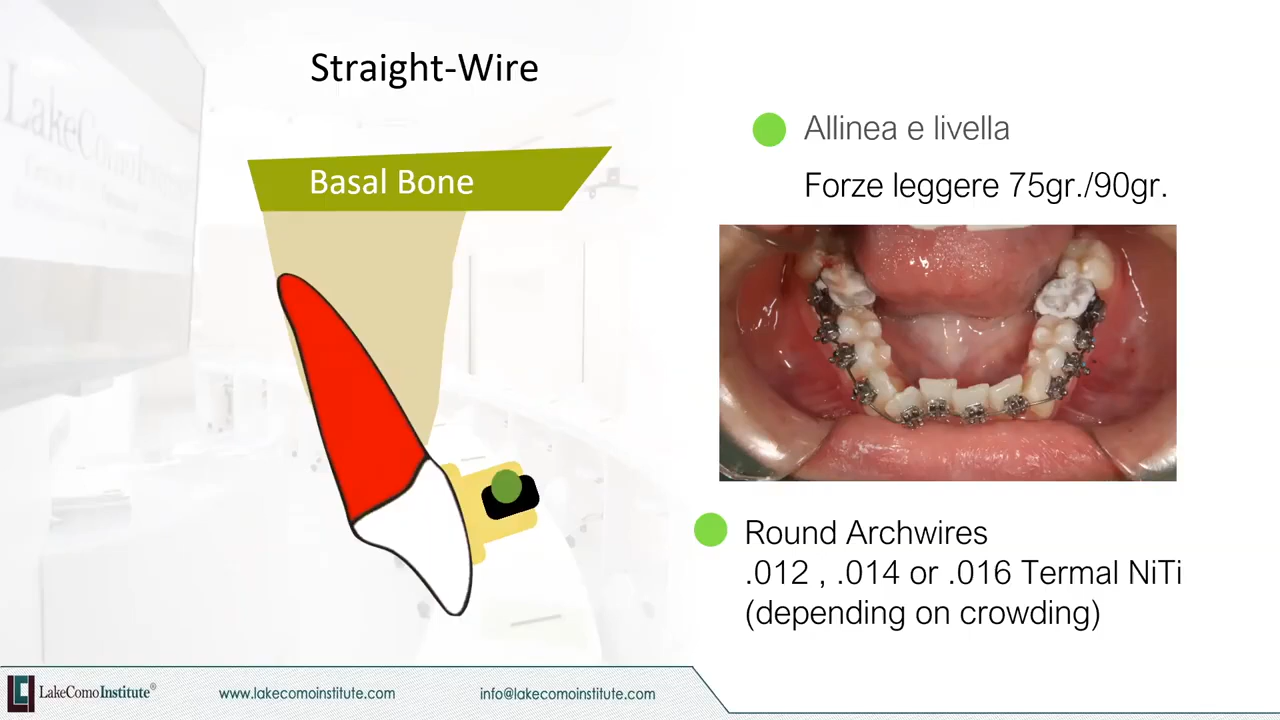 LakeComoInst
Straight-Wire
Basal Bone
Allinea e livella
Forze leggere 75gr./90gr.
Round Archwires
.012 , .014 or .016 Termal NiTi
(depending on crowding)
LakeComoInstitute®
www.lakecomoinstitute.com
info@lakecomoinstitute.com